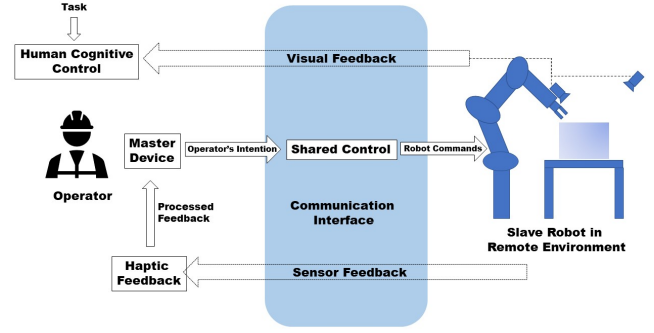 Task
Human Cognitive
Control
Visual Feedback
Master
Device
Operator's Intention
Shared Control
Robot Commands
Operator
Processed
Feedback
Communication
Interface
Slave Robot in
Remote Environment
Haptic
Feedback
Sensor Feedback